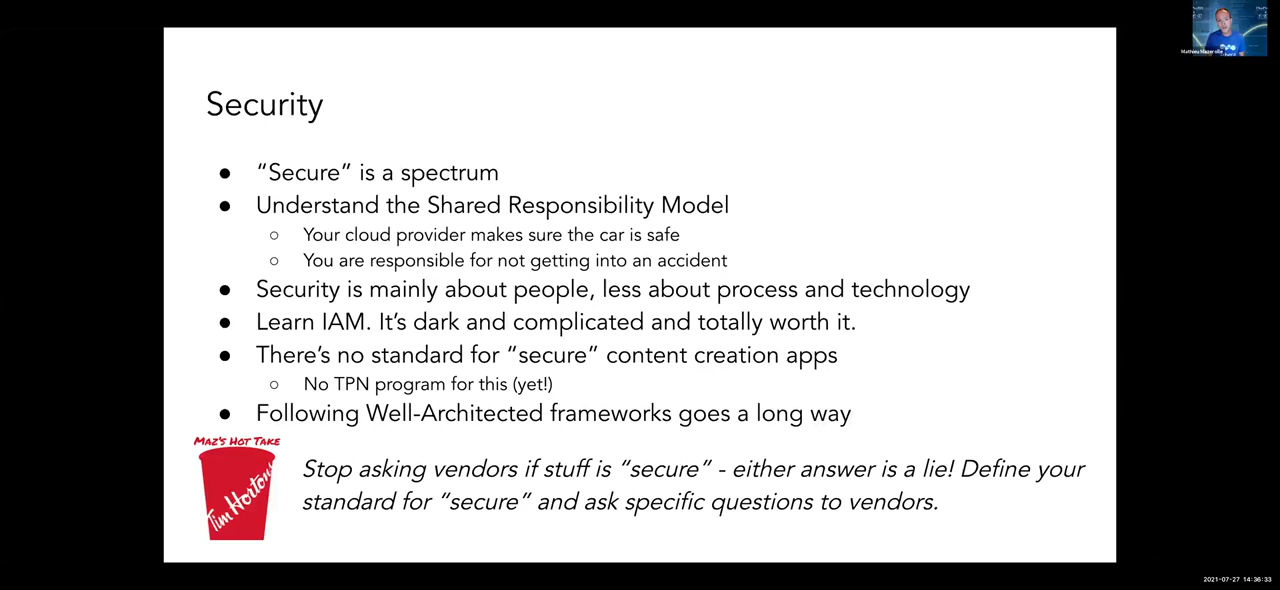 Security
● “Secure” is a spectrum
● Understand the Shared Responsibility Model
○ Your cloud provider makes sure the car is safe
○ You are responsible for not getting into an accident
● Security is mainly about people, less about process and technology
● Learn IAM. It’s dark and complicated and totally worth it.
● There’s no standard for “secure” content creation apps
○ No TPN program for this (yet!)
● Following Well-Architected frameworks goes a long way
MAZ'S HOT TAKE
Tim Hortons
Stop asking vendors if stuff is “secure” - either answer is a lie! Define your
standard for “secure” and ask specific questions to vendors.
2021-07-27 14:36:33